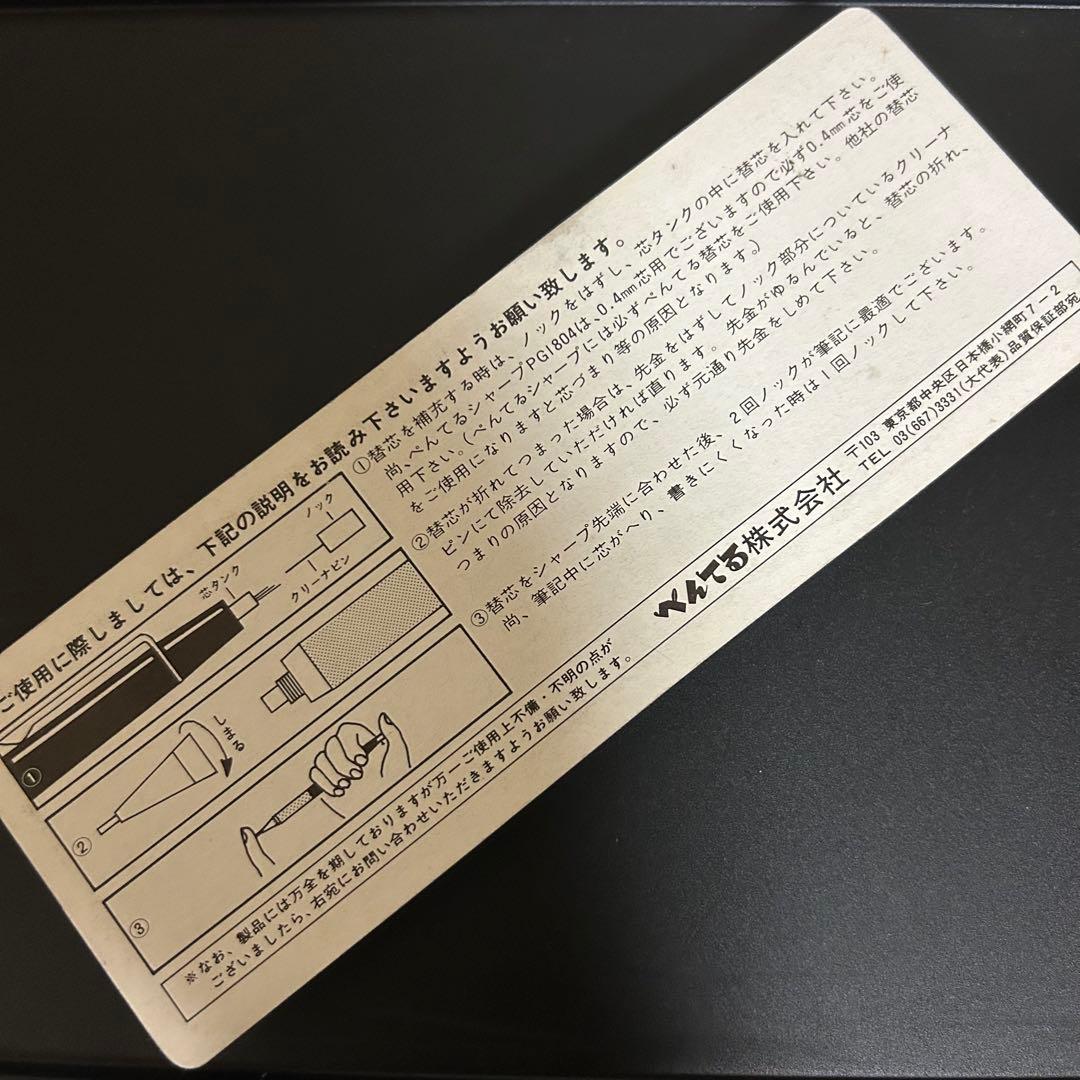 ご使用に際しましては、下記の説明をお読み下さいますようお願い致します。
①替芯を補充する時は、ノックをはずし、芯タンクの中に替芯を入れて下さい。
尚、ぺんてるシャープPG1804は、0.4mm芯用でございますので必ず0.4mm芯をご使
用下さい。(ぺんてるシャープには必ずぺんてる替芯をご使用下さい。他社の替芯
をご使用になりますと芯づまり等の原因となります。)
②替芯が折れてつまった場合は、先金をはずしてノック部分についているクリーナ
ピンにて除去していただければ直ります。先金がゆるんでいると、替芯の折れ、
つまりの原因となりますので、必ず元通り先金をしめて下さい。
③替芯をシャープ先端に合わせた後、2回ノックが筆記に最適でございます。
尚、筆記中に芯がへり、書きにくくなった時は1回ノックして下さい。
ノック
芯タンク
クリーナピン
①
しまる
②
③
※なお、製品には万全を期しておりますが万一ご使用上不備・不明の点が
ございましたら、右宛にお問い合わせいただきますようお願い致します。
ぺんてる株式会社
〒103 東京都中央区日本橋小網町7-2
TEL 03(667)3331(大代表)品質保証部宛